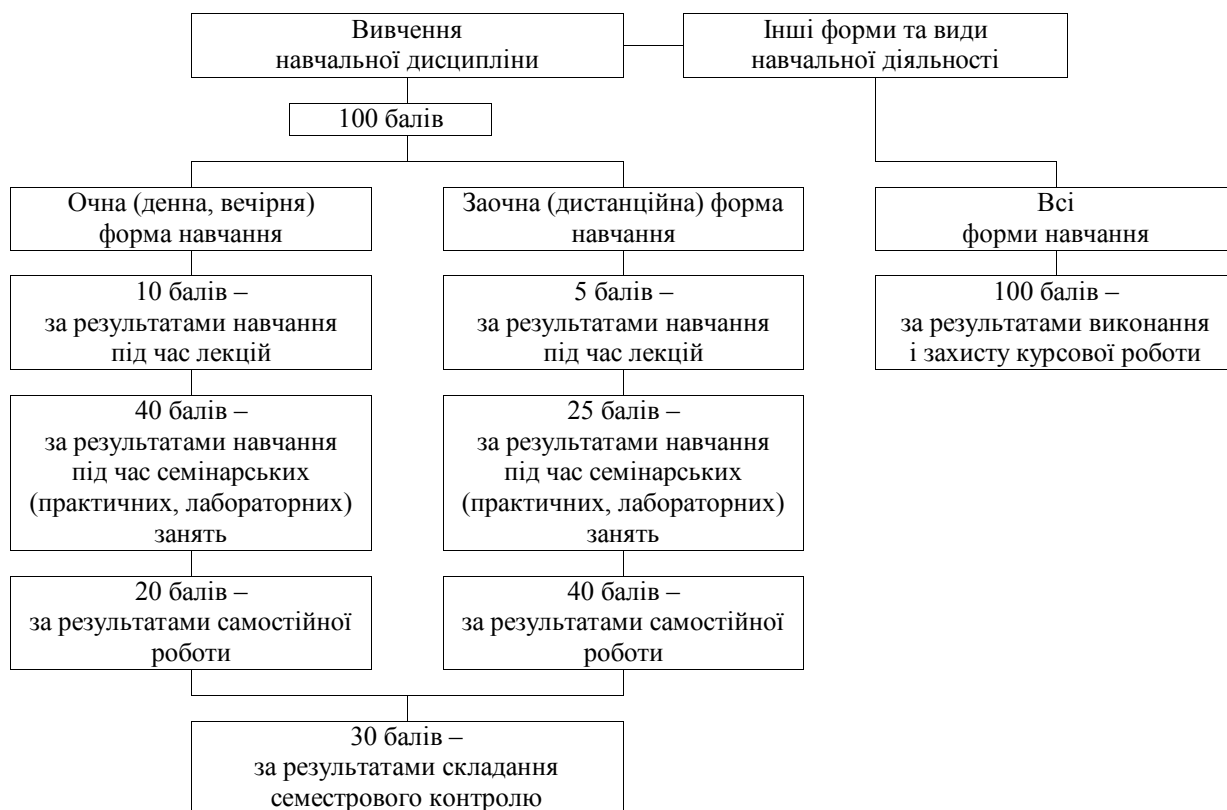 Вивчення
навчальної дисципліни
Інші форми та види
навчальної діяльності
100 балів
Очна (денна, вечірня)
форма навчання
Заочна (дистанційна) форма
навчання
Всі
форми навчання
10 балів –
за результатами навчання
під час лекцій
5 балів –
за результатами навчання
під час лекцій
100 балів –
за результатами виконання
і захисту курсової роботи
40 балів –
за результатами навчання
під час семінарських
(практичних, лабораторних)
занять
25 балів –
за результатами навчання
під час семінарських
(практичних, лабораторних)
занять
20 балів –
за результатами самостійної
роботи
40 балів –
за результатами самостійної
роботи
30 балів –
за результатами складання
семестрового контролю